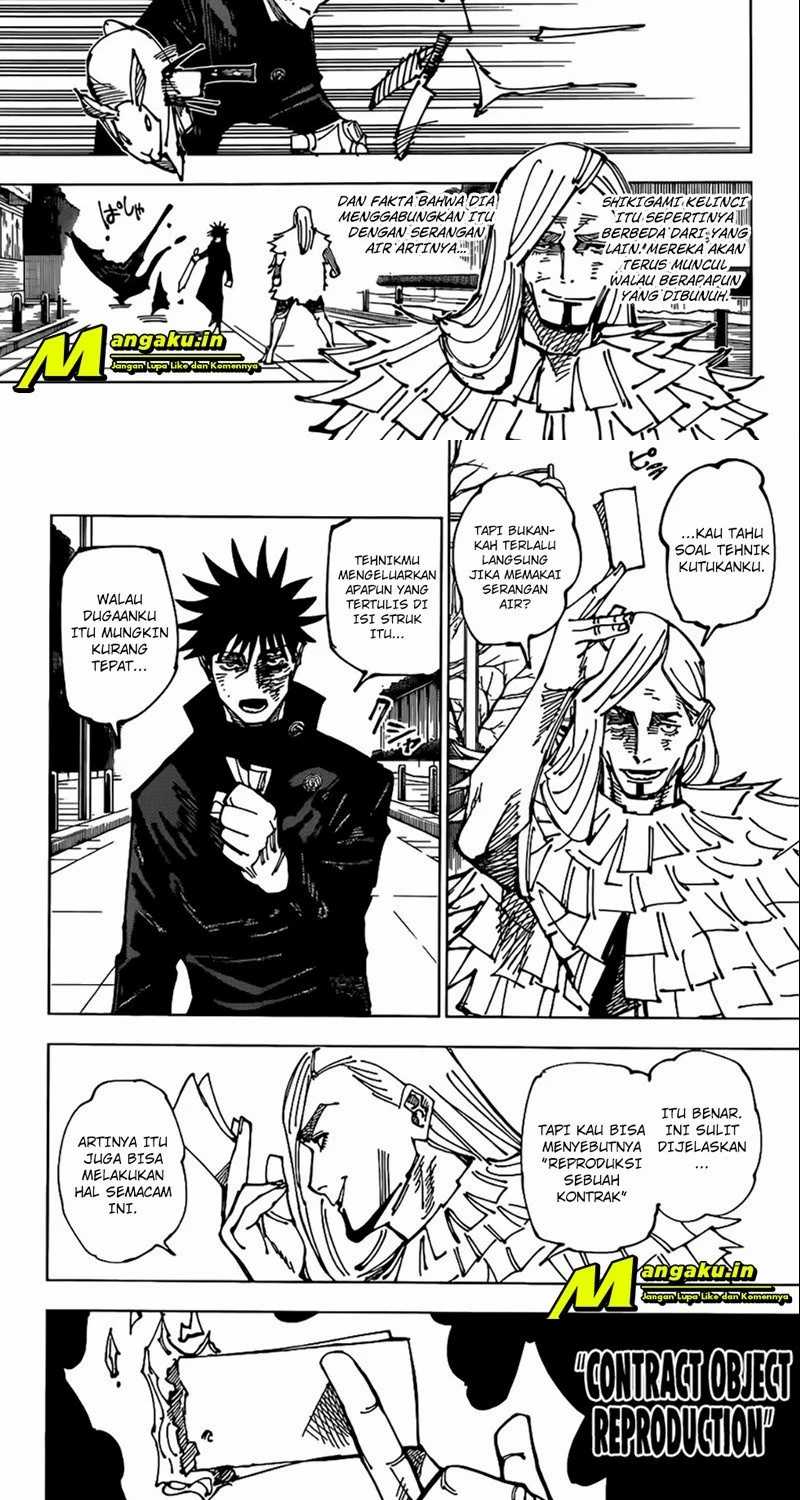 SHIKIGAMI KELINCI
ITU SEPERTINYA
BERBEDA DARI YANG
LAIN. MEREKA AKAN
TERUS MUNCUL
WALAU BERAPAPUN
YANG DIBUNUH.
DAN FAKTA BAHWA DIA
MENGGABUNGKAN ITU
DENGAN SERANGAN
AIR ARTINYA...
ぱしゃ
Mangaku.in
Jangan Lupa Like dan Komennya
...KAU TAHU
SOAL TEHNIK
KUTUKANKU.
TAPI BUKAN-
KAH TERLALU
LANGSUNG
JIKA MEMAKAI
SERANGAN
AIR?
TEHNIKMU
MENGELUARKAN
APAPUN YANG
TERTULIS DI
ISI STRUK
ITU...
WALAU
DUGAANKU
ITU MUNGKIN
KURANG
TEPAT...
ITU BENAR.
INI SULIT
DIJELASKAN
...
TAPI KAU BISA
MENYEBUTNYA
"REPRODUKSI
SEBUAH
KONTRAK"
ARTINYA ITU
JUGA BISA
MELAKUKAN
HAL SEMACAM
INI.
Mangaku.in
Jangan Lupa Like dan Komennya
"CONTRACT OBJECT
REPRODUCTION"